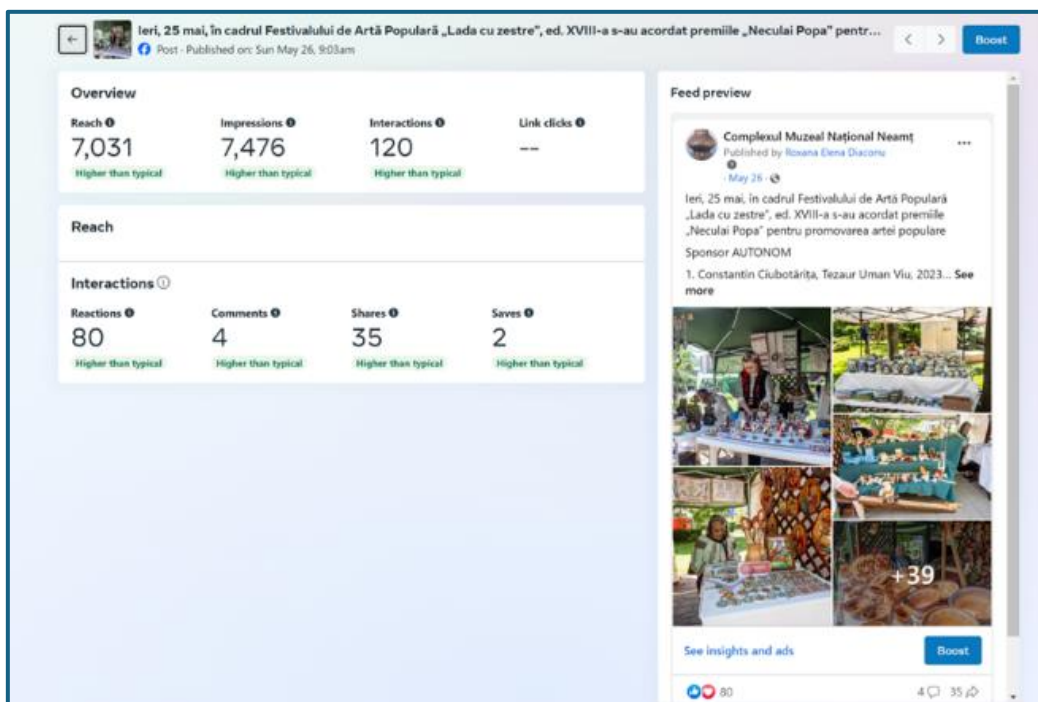 Ieri, 25 mai, în cadrul Festivalului de Artă Populară „Lada cu zestre”, ed. XVIII-a s-au acordat premiile „Neculai Popa” pentr...
Post · Published on: Sun May 26, 9:03am
Boost
Overview
Reach
Impressions
Interactions
Link clicks
7,031
7,476
120
--
Higher than typical
Higher than typical
Higher than typical
Reach
Interactions
Reactions
Comments
Shares
Saves
80
4
35
2
Higher than typical
Higher than typical
Higher than typical
Higher than typical
Feed preview
Complexul Muzeal Național Neamț
Published by Roxana Elena Diaconu
· May 26 ·
Ieri, 25 mai, în cadrul Festivalului de Artă Populară
„Lada cu zestre”, ed. XVIII-a s-au acordat premiile
„Neculai Popa” pentru promovarea artei populare
Sponsor AUTONOM
1. Constantin Ciubotărița, Tezaur Uman Viu, 2023... See
more
+39
See insights and ads
Boost
80
4
35